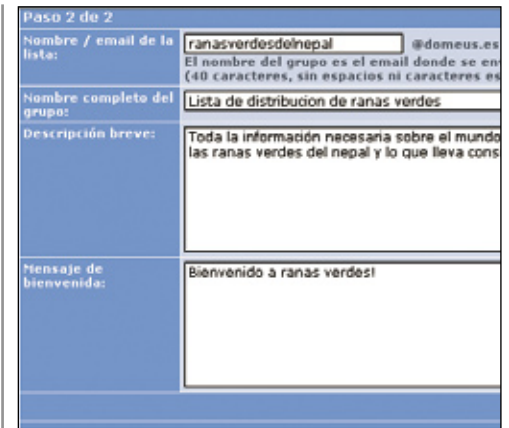 Paso 2 de 2
Nombre / email de la lista:
ranasverdesdelnepal @domeus.es
El nombre del grupo es el email donde se en
(40 caracteres, sin espacios ni caracteres es
Nombre completo del grupo:
Lista de distribucion de ranas verdes
Descripción breve:
Toda la información necesaria sobre el mundo
las ranas verdes del nepal y lo que lleva cons
Mensaje de bienvenida:
Bienvenido a ranas verdes!